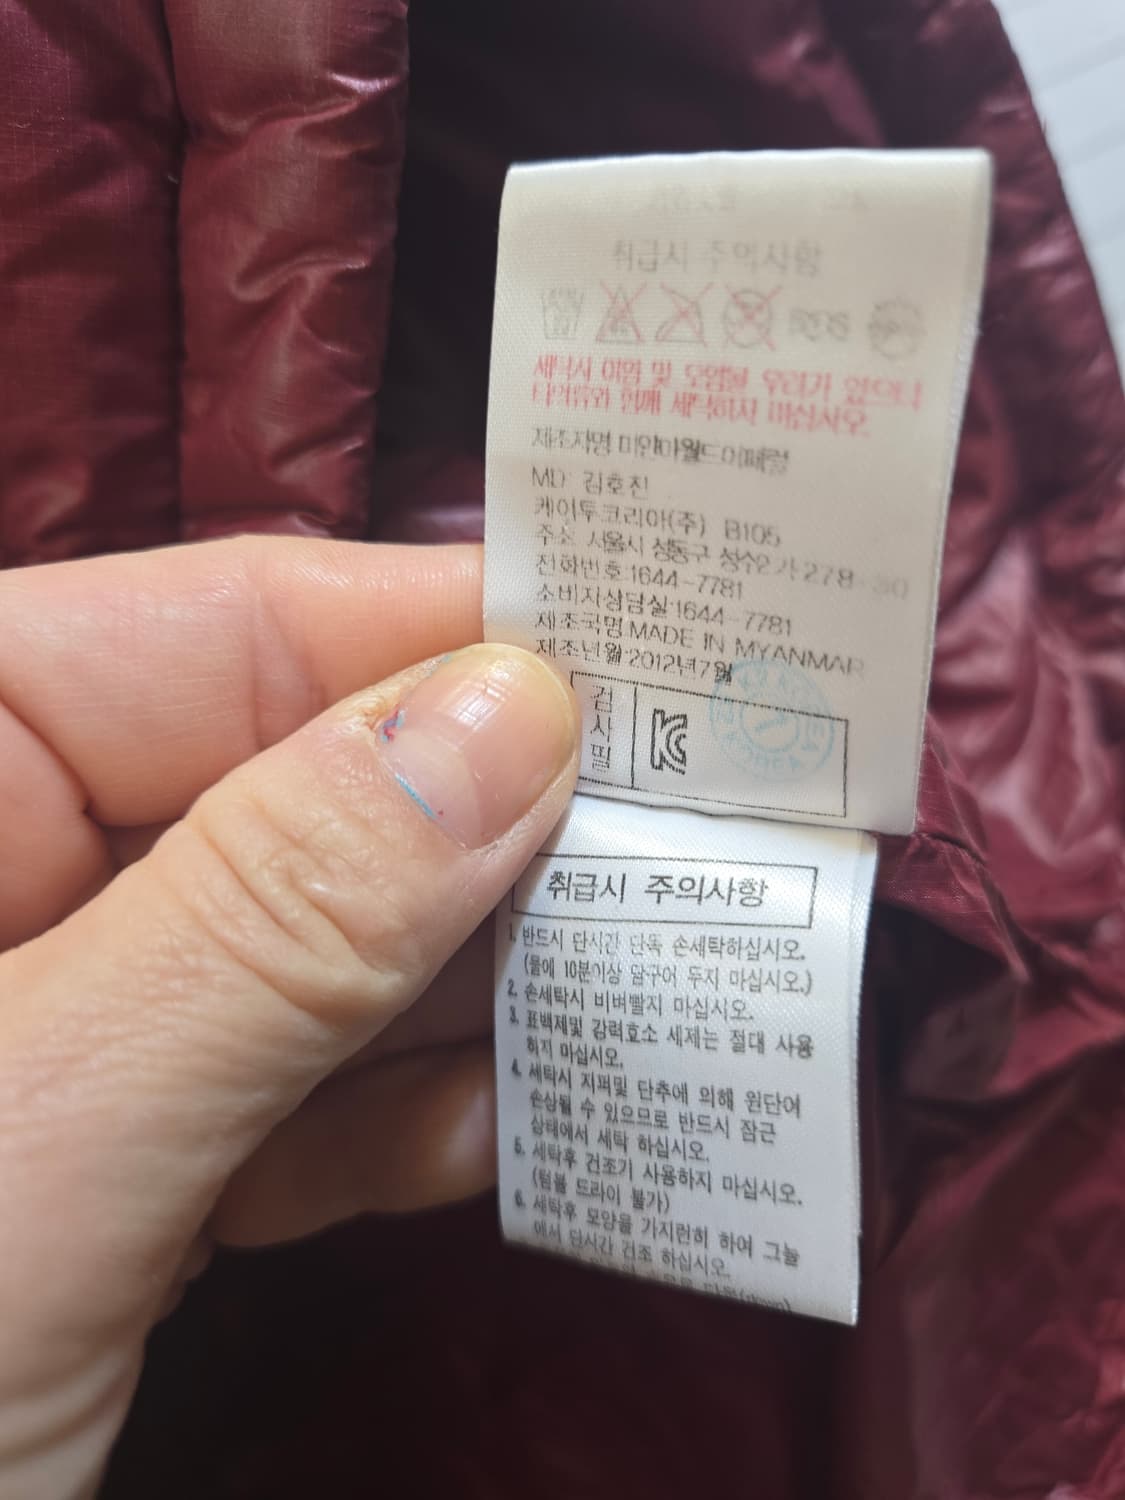 취급시 주의사항
세탁시 이염 및 오염될 우려가 있으니
타의류와 함께 세탁하지 마십시오.
제조자명 미얀마월드어패럴
MD: 김호진
케이투코리아(주) B105
주소 서울시 성동구 성수2가 278-30
전화번호:1644-7781
소비자상담실:1644-7781
제조국명:MADE IN MYANMAR
제조년월:2012년7월
검사필
취급시 주의사항
1. 반드시 단시간 단독 손세탁하십시오.
(물에 10분이상 담구어 두지 마십시오.)
2. 손세탁시 비벼빨지 마십시오.
3. 표백제및 강력효소 세제는 절대 사용
하지 마십시오.
4. 세탁시 지퍼및 단추에 의해 원단이
손상될 수 있으므로 반드시 잠근
상태에서 세탁 하십시오.
5. 세탁후 건조기 사용하지 마십시오.
(텀블 드라이 불가)
6. 세탁후 모양을 가지런히 하여 그늘
에서 단시간 건조 하십시오.